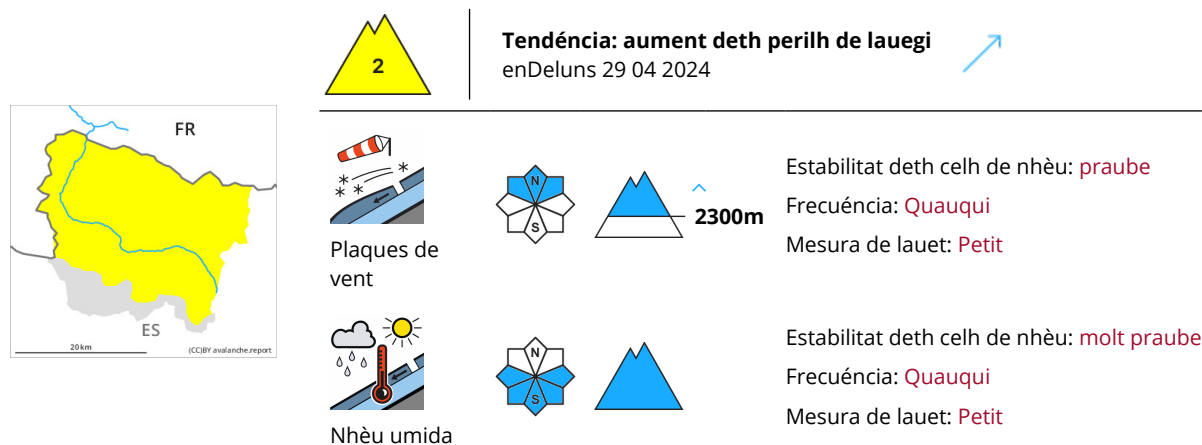 2
Tendéncia: aument deth perilh de lauegi
enDeluns 29 04 2024
FR
ES
20 km
(CC)BY avalanche.report
N
S
2300m
Plaques de
vent
Estabilitat deth celh de nhèu: praube
Frecuéncia: Quauqui
Mesura de lauet: Petit
N
S
Nhèu umida
Estabilitat deth celh de nhèu: molt praube
Frecuéncia: Quauqui
Mesura de lauet: Petit